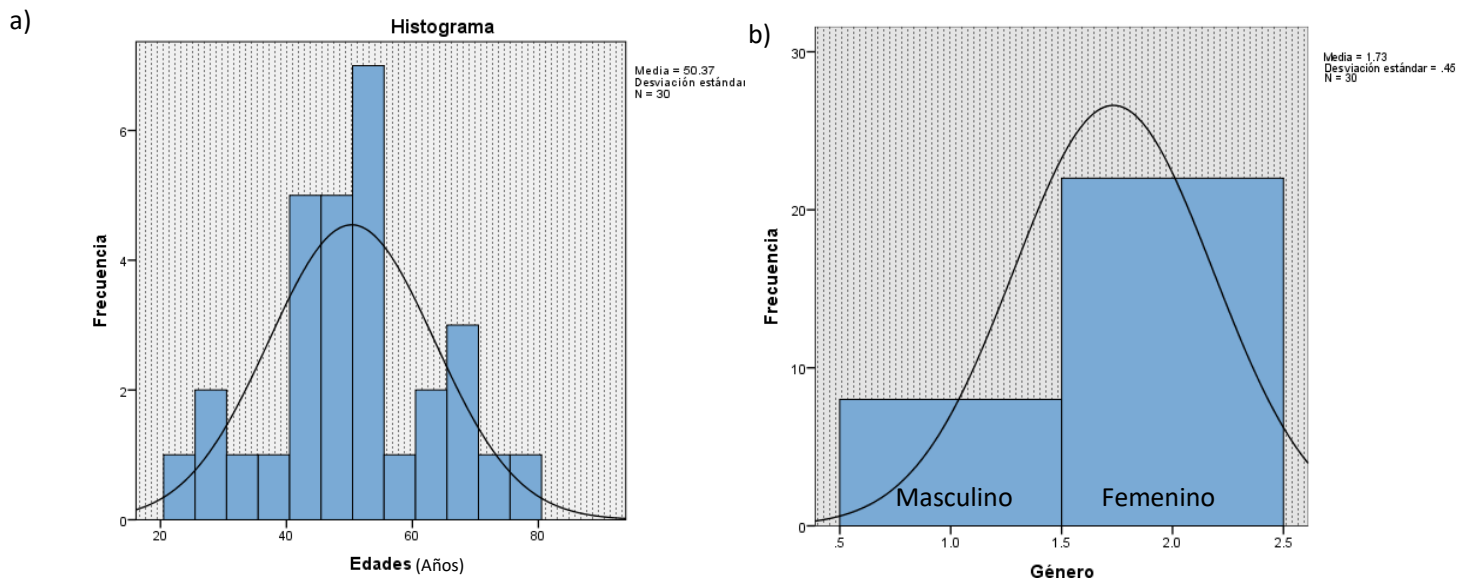 a)
Histograma
Media = 50.37
Desviación estándar
N = 30
Frecuencia
6
4
2
0
20
40
60
80
Edades (Años)
b)
Media = 1.73
Desviación estándar = .45
N = 30
Frecuencia
30
20
10
0
Masculino
Femenino
.5
1.0
1.5
2.0
2.5
Género